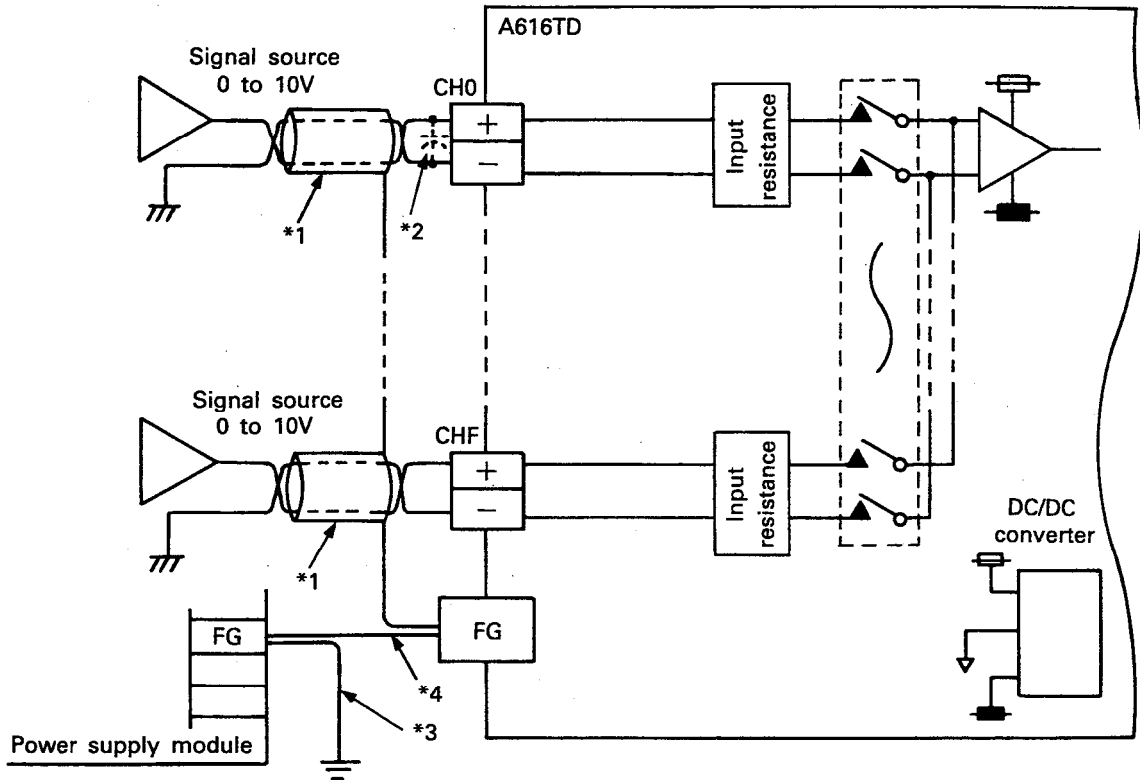 A616TD
Signal source
0 to 10V
CH0
+
−
Input
resistance
*1
*2
Signal source
0 to 10V
CHF
+
−
Input
resistance
DC/DC
converter
*1
FG
FG
*4
*3
Power supply module